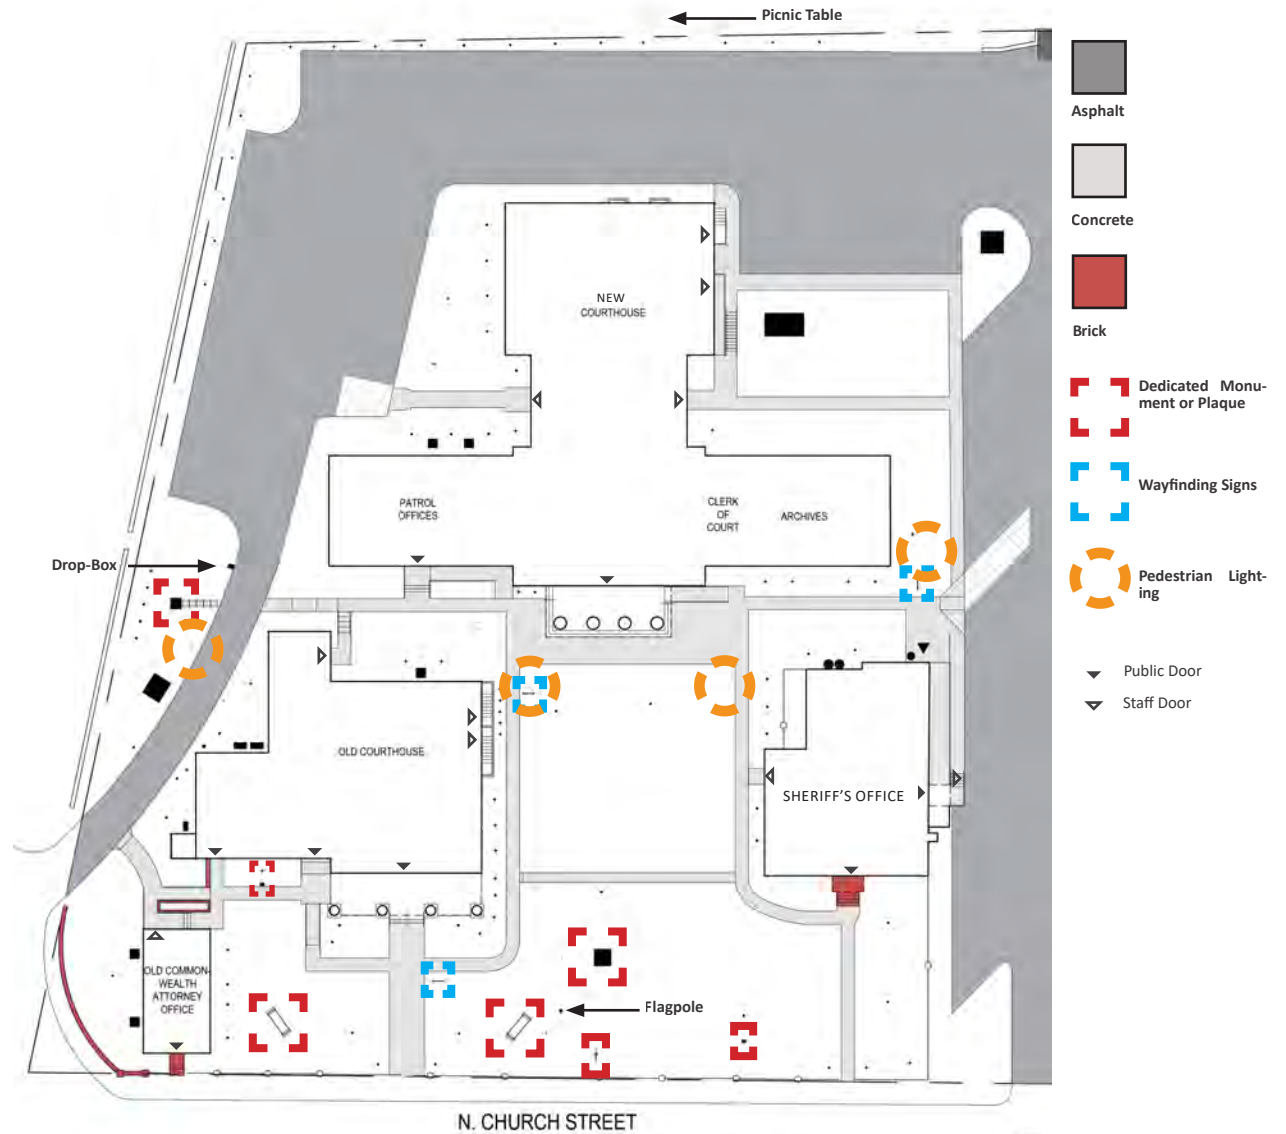 Picnic Table
Asphalt
Concrete
Brick
Dedicated Monu-
ment or Plaque
Wayfinding Signs
Pedestrian Light-
ing
Public Door
Staff Door
NEW
COURTHOUSE
PATROL
OFFICES
CLERK
OF
COURT
ARCHIVES
Drop-Box
OLD COURTHOUSE
SHERIFF'S OFFICE
OLD COMMON-
WEALTH
ATTORNEY
OFFICE
Flagpole
N. CHURCH STREET